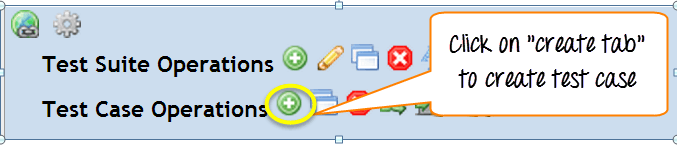 Test Suite Operations
Test Case Operations
Click on "create tab"
to create test case